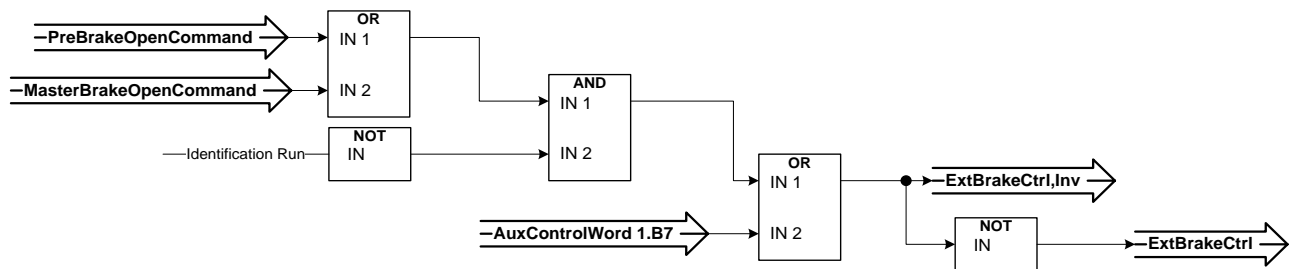 OR
PreBrakeOpenCommand
IN 1
MasterBrakeOpenCommand
IN 2
AND
IN 1
NOT
Identification Run
IN
IN 2
OR
IN 1
ExtBrakeCtrl,Inv
AuxControlWord 1.B7
IN 2
NOT
IN
ExtBrakeCtrl